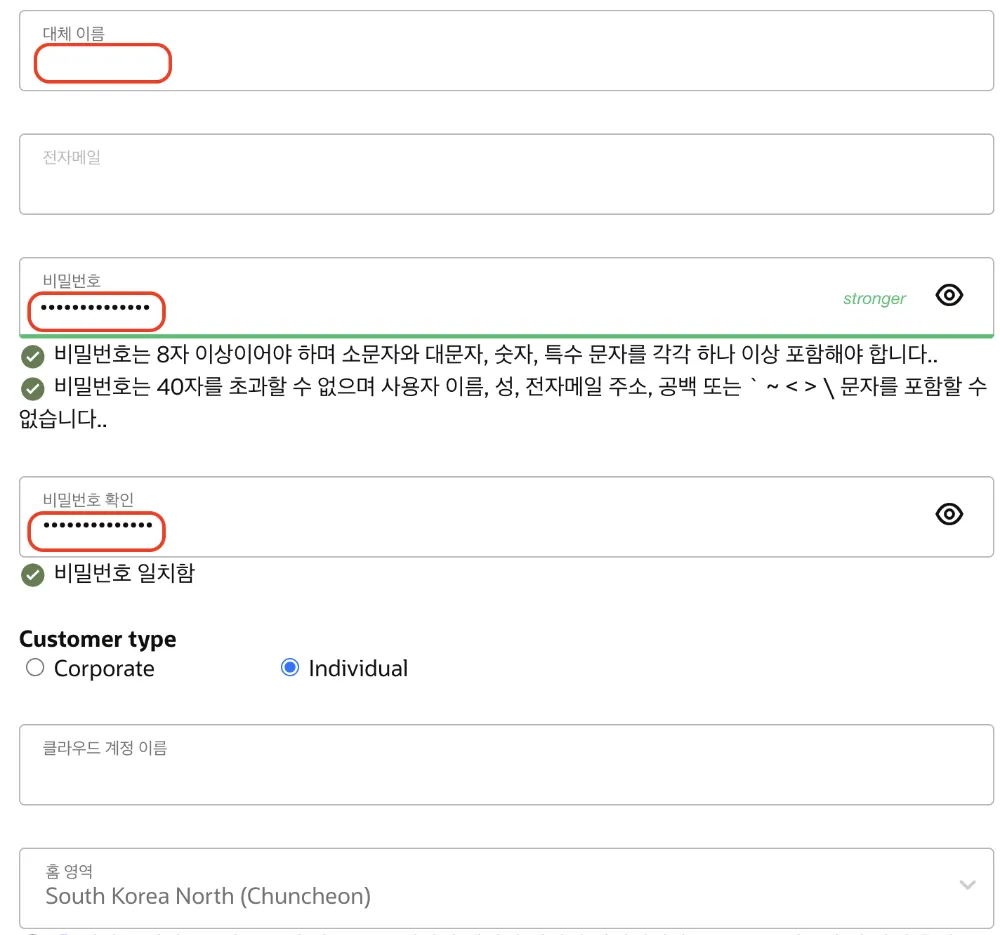 대체 이름
전자메일
비밀번호
••••••••••••••
stronger
비밀번호는 8자 이상이어야 하며 소문자와 대문자, 숫자, 특수 문자를 각각 하나 이상 포함해야 합니다..
비밀번호는 40자를 초과할 수 없으며 사용자 이름, 성, 전자메일 주소, 공백 또는 ` ~ < > \ 문자를 포함할 수
없습니다..
비밀번호 확인
••••••••••••••
비밀번호 일치함
Customer type
Corporate Individual
클라우드 계정 이름
홈 영역
South Korea North (Chuncheon)